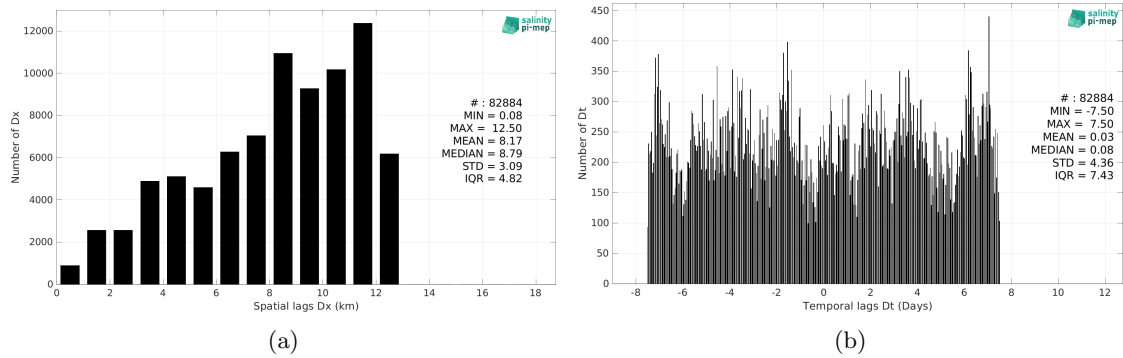 12000
10000
8000
6000
4000
2000
0
Number of Dx
0 2 4 6 8 10 12 14 16 18
Spatial lags Dx (km)
salinity
pi-mep
# : 82884
MIN = 0.08
MAX = 12.50
MEAN = 8.17
MEDIAN = 8.79
STD = 3.09
IQR = 4.82
(a)
450
400
350
300
250
200
150
100
50
0
Number of Dt
-8 -6 -4 -2 0 2 4 6 8 10 12
Temporal lags Dt (Days)
salinity
pi-mep
# : 82884
MIN = -7.50
MAX = 7.50
MEAN = 0.03
MEDIAN = 0.08
STD = 4.36
IQR = 7.43
(b)